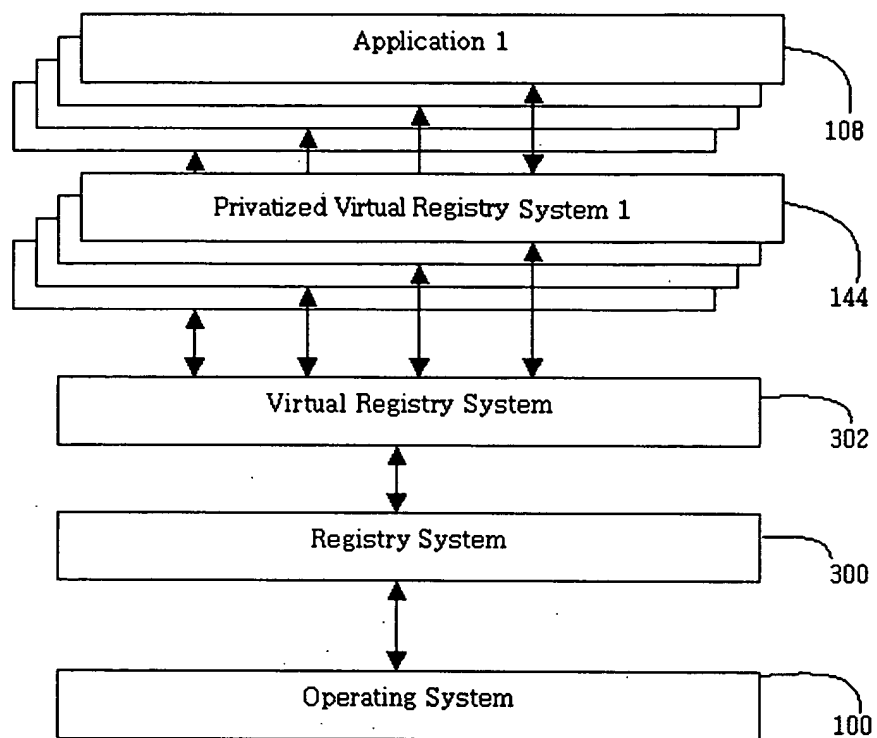 Application 1
108
Privatized Virtual Registry System 1
144
Virtual Registry System
302
Registry System
300
Operating System
100